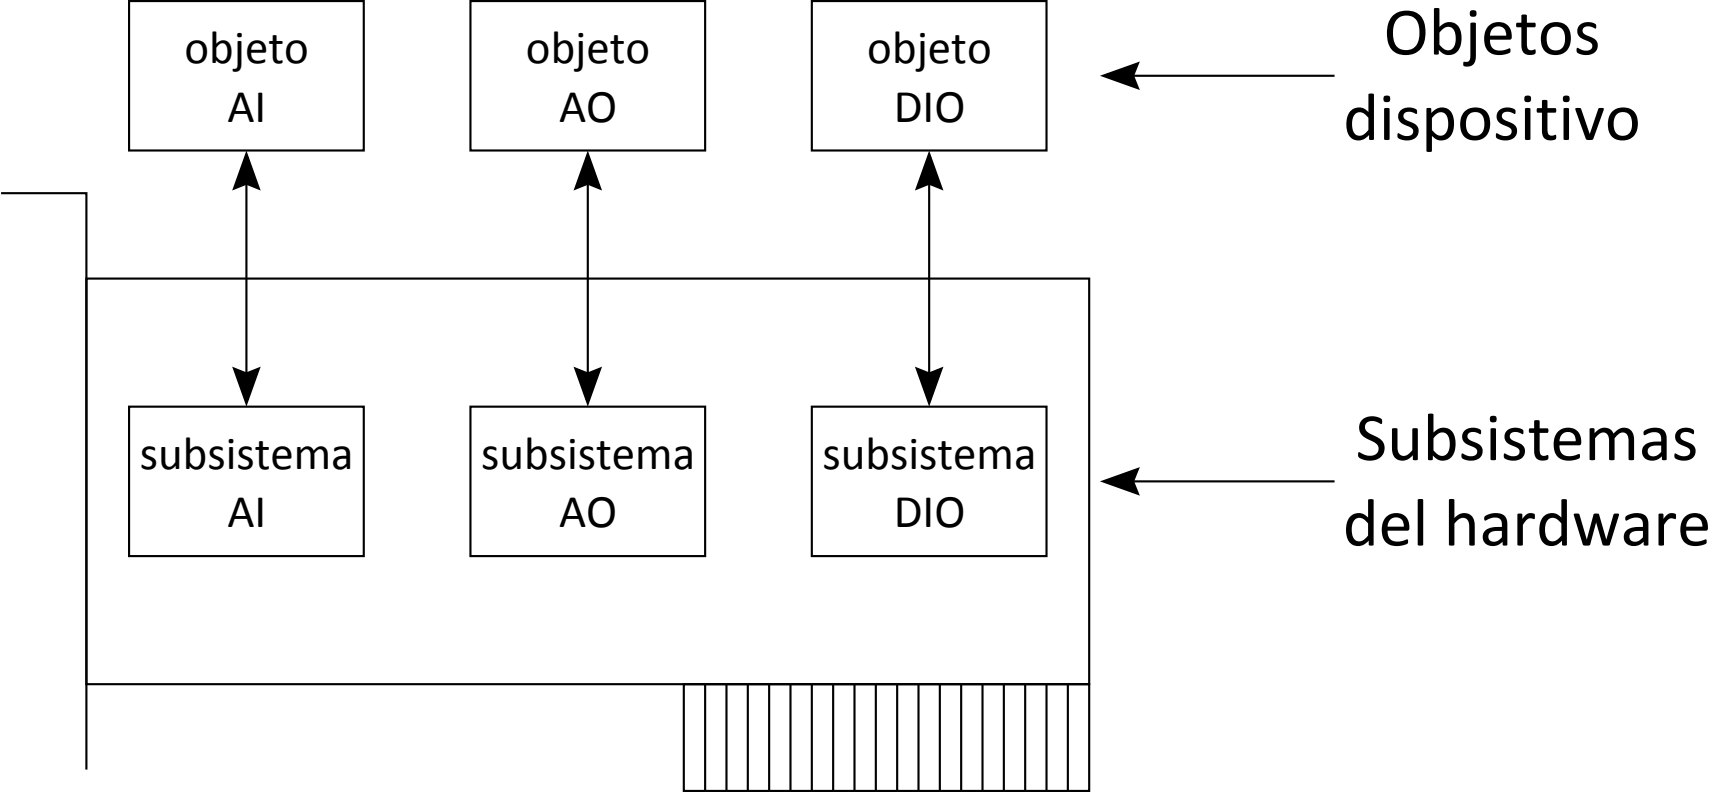 objeto
AI
objeto
AO
objeto
DIO
Objetos
dispositivo
subsistema
AI
subsistema
AO
subsistema
DIO
Subsistemas
del hardware